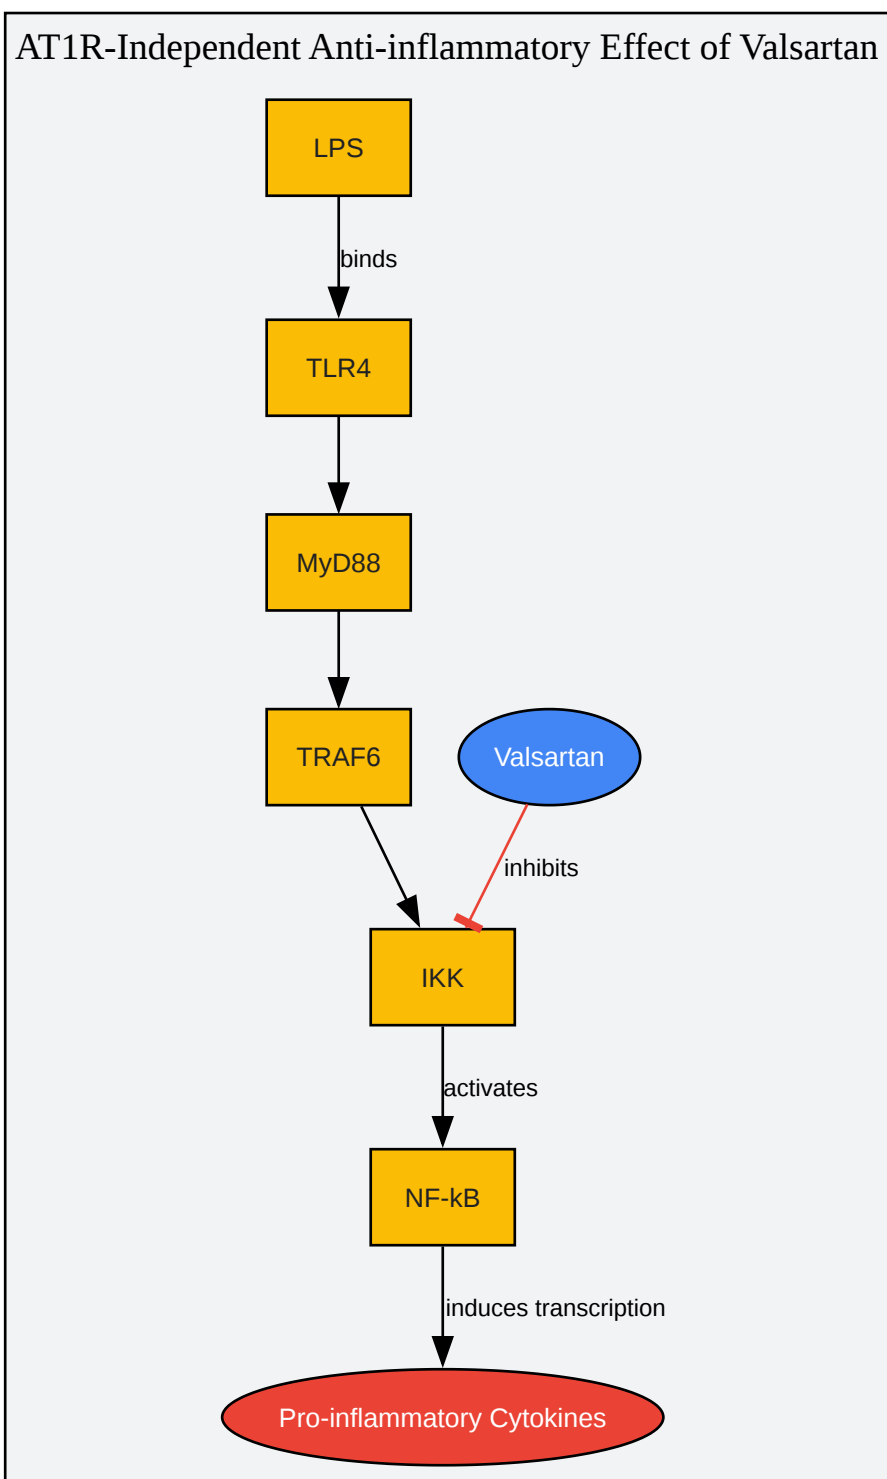 AT1R-Independent Anti-inflammatory Effect of Valsartan
LPS
binds
TLR4
MyD88
TRAF6
Valsartan
inhibits
IKK
activates
NF-kB
induces transcription
Pro-inflammatory Cytokines